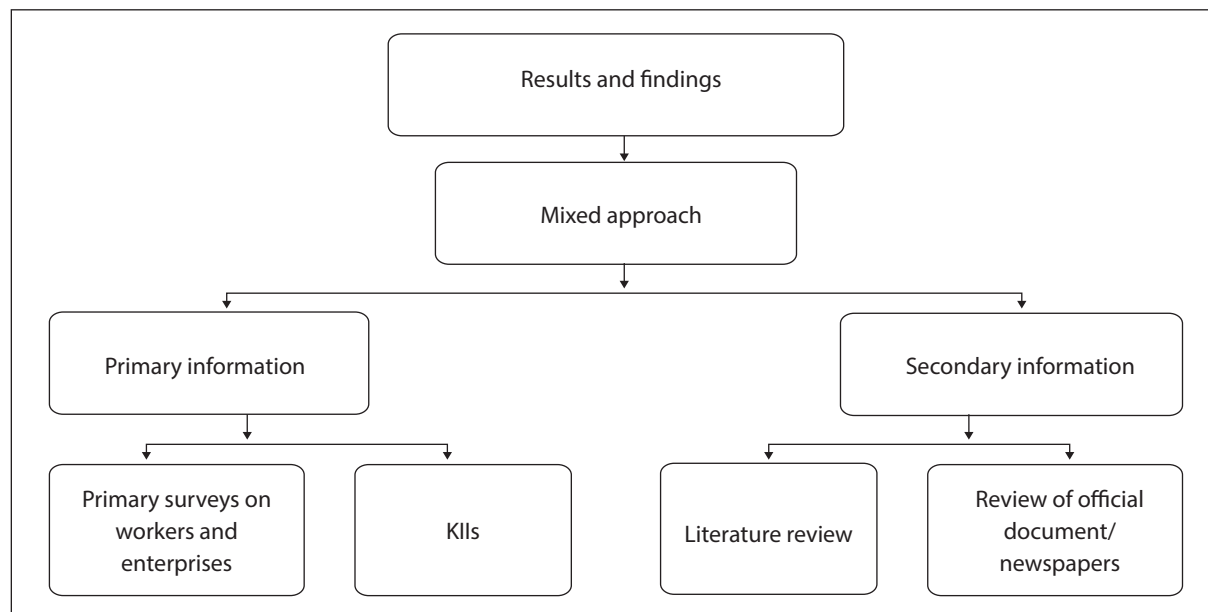 Results and findings
Mixed approach
Primary information
Secondary information
Primary surveys on
workers and
enterprises
KIIs
Literature review
Review of official
document/
newspapers